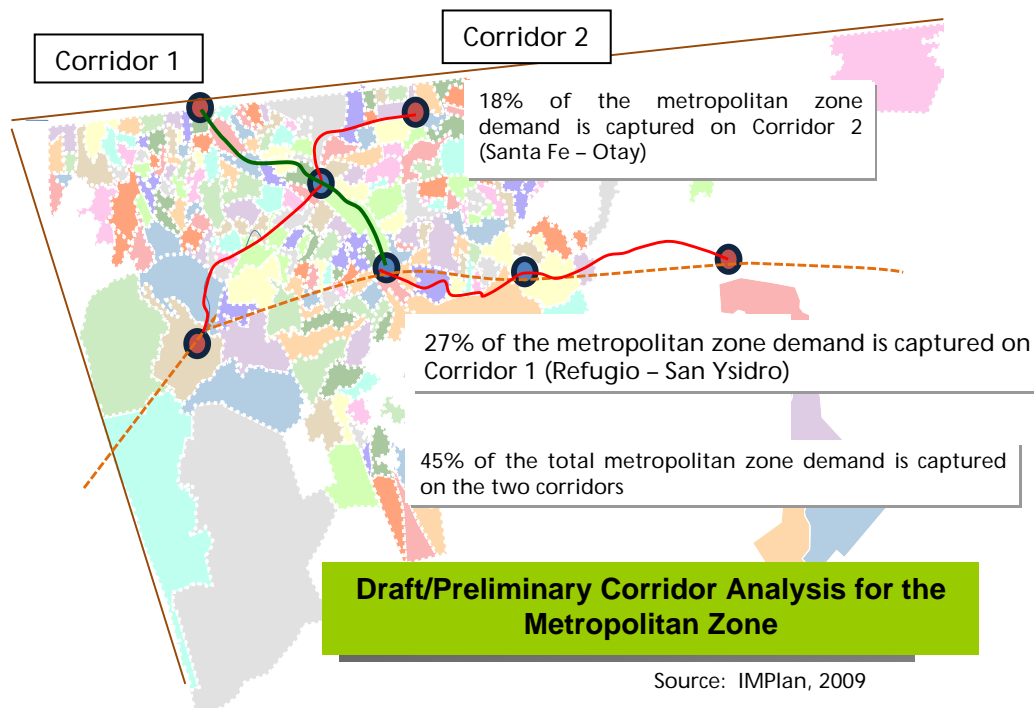 Corridor 1
Corridor 2
18% of the metropolitan zone
demand is captured on Corridor 2
(Santa Fe – Otay)
27% of the metropolitan zone demand is captured on
Corridor 1 (Refugio – San Ysidro)
45% of the total metropolitan zone demand is captured
on the two corridors
Draft/Preliminary Corridor Analysis for the
Metropolitan Zone
Source: IMPlan, 2009